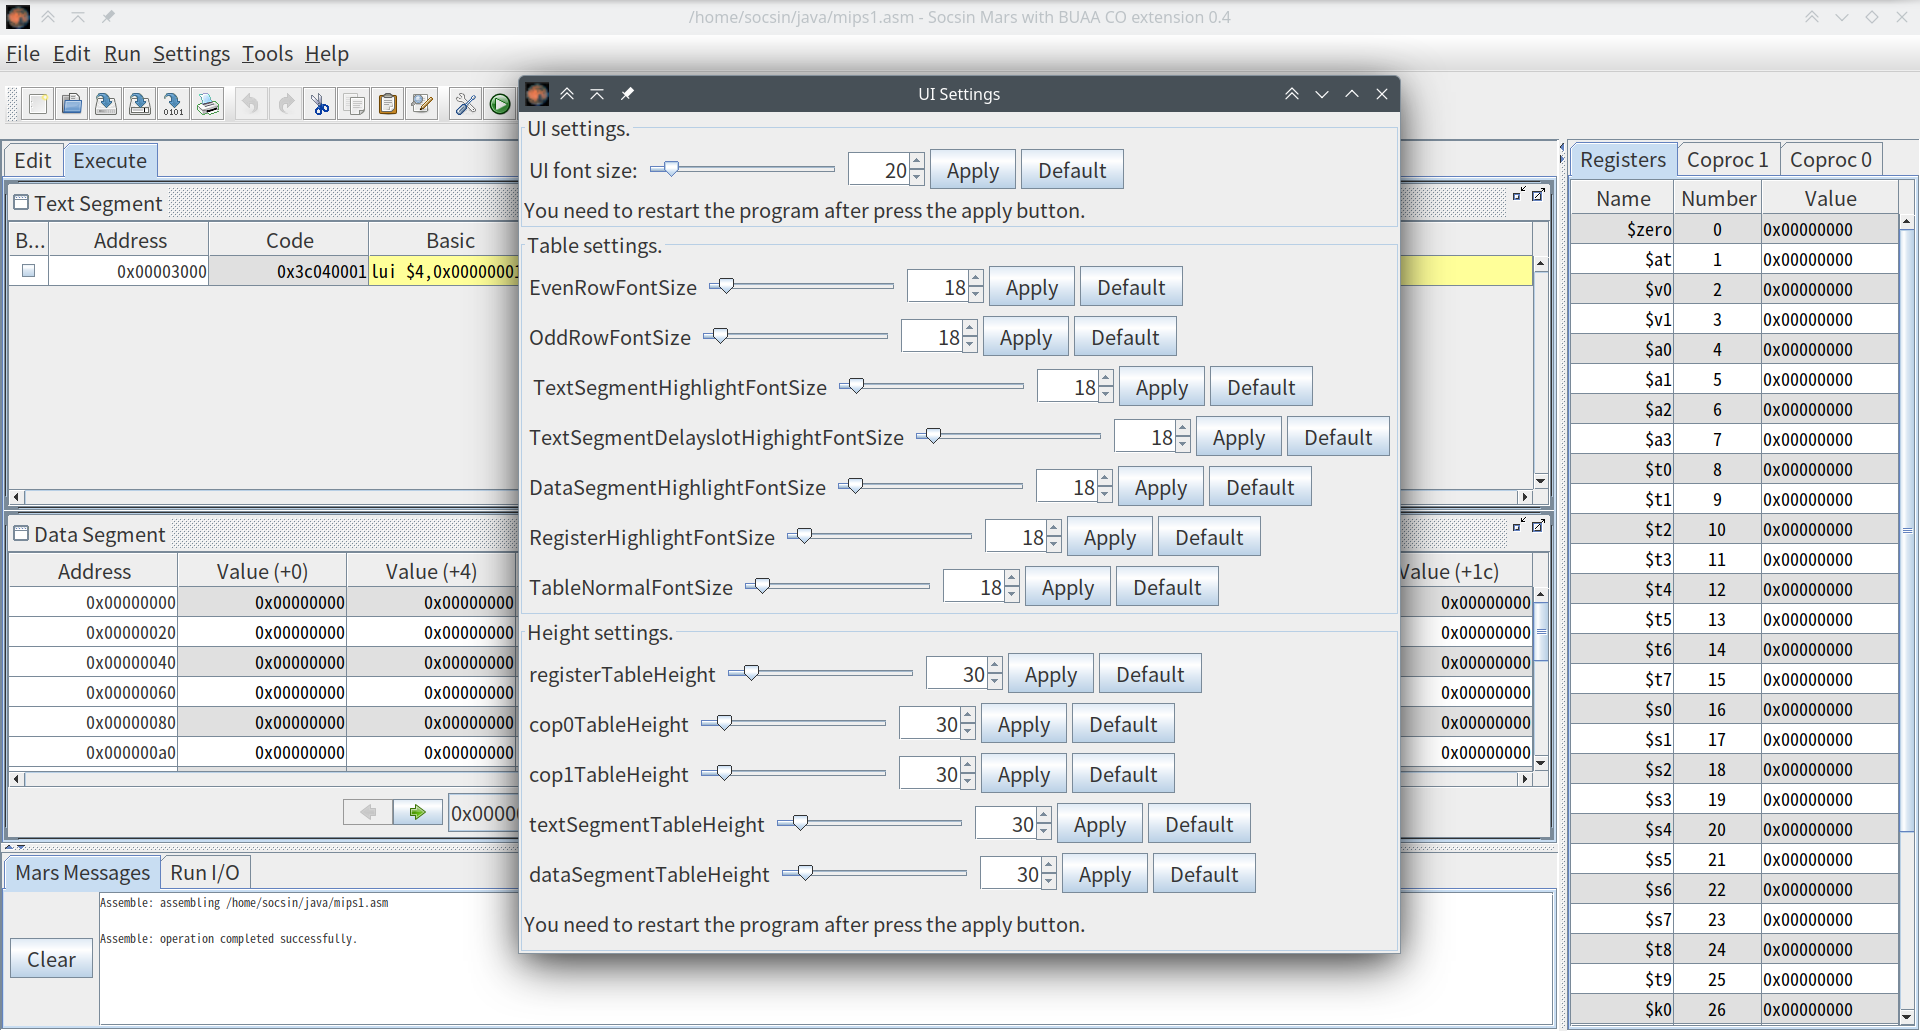 /home/socsin/java/mips1.asm - Socsin Mars with BUAA CO extension 0.4
File Edit Run Settings Tools Help
UI Settings
UI settings.
UI font size: 20 Apply Default
You need to restart the program after press the apply button.
Table settings.
EvenRowFontSize 18 Apply Default
OddRowFontSize 18 Apply Default
TextSegmentHighlightFontSize 18 Apply Default
TextSegmentDelayslotHighightFontSize 18 Apply Default
DataSegmentHighlightFontSize 18 Apply Default
RegisterHighlightFontSize 18 Apply Default
TableNormalFontSize 18 Apply Default
Height settings.
registerTableHeight 30 Apply Default
cop0TableHeight 30 Apply Default
cop1TableHeight 30 Apply Default
textSegmentTableHeight 30 Apply Default
dataSegmentTableHeight 30 Apply Default
You need to restart the program after press the apply button.
Edit Execute
Text Segment
B... Address Code Basic
0x00003000 0x3c040001 lui $4,0x00000001
Data Segment
Address Value (+0) Value (+4) Value (+1c)
0x00000000 0x00000000 0x00000000 0x00000000
0x00000020 0x00000000 0x00000000 0x00000000
0x00000040 0x00000000 0x00000000 0x00000000
0x00000060 0x00000000 0x00000000 0x00000000
0x00000080 0x00000000 0x00000000 0x00000000
0x000000a0 0x00000000 0x00000000 0x00000000
Mars Messages Run I/O
Assemble: assembling /home/socsin/java/mips1.asm
Assemble: operation completed successfully.
Clear
Registers Coproc 1 Coproc 0
Name Number Value
$zero 0 0x00000000
$at 1 0x00000000
$v0 2 0x00000000
$v1 3 0x00000000
$a0 4 0x00000000
$a1 5 0x00000000
$a2 6 0x00000000
$a3 7 0x00000000
$t0 8 0x00000000
$t1 9 0x00000000
$t2 10 0x00000000
$t3 11 0x00000000
$t4 12 0x00000000
$t5 13 0x00000000
$t6 14 0x00000000
$t7 15 0x00000000
$s0 16 0x00000000
$s1 17 0x00000000
$s2 18 0x00000000
$s3 19 0x00000000
$s4 20 0x00000000
$s5 21 0x00000000
$s6 22 0x00000000
$s7 23 0x00000000
$t8 24 0x00000000
$t9 25 0x00000000
$k0 26 0x00000000